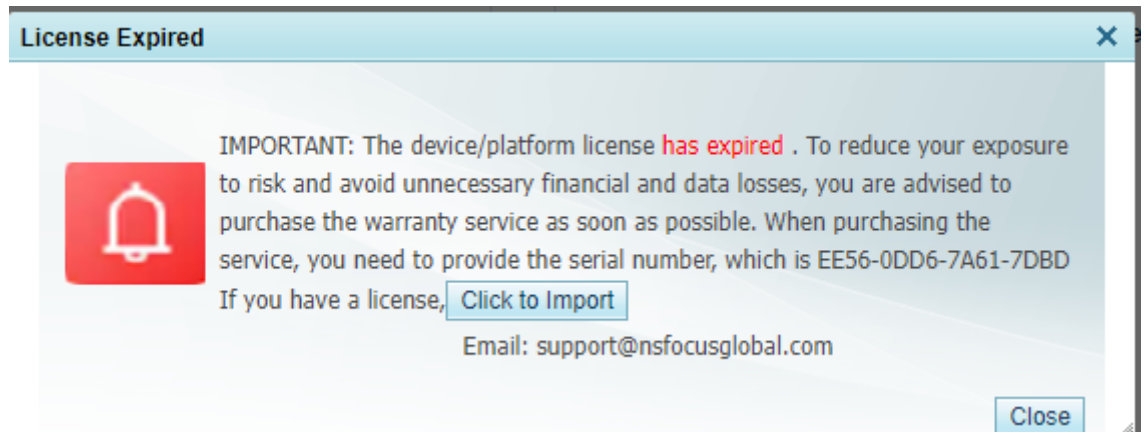 License Expired
IMPORTANT: The device/platform license has expired . To reduce your exposure
to risk and avoid unnecessary financial and data losses, you are advised to
purchase the warranty service as soon as possible. When purchasing the
service, you need to provide the serial number, which is EE56-0DD6-7A61-7DBD
If you have a license, Click to Import
Email: support@nsfocusglobal.com
Close